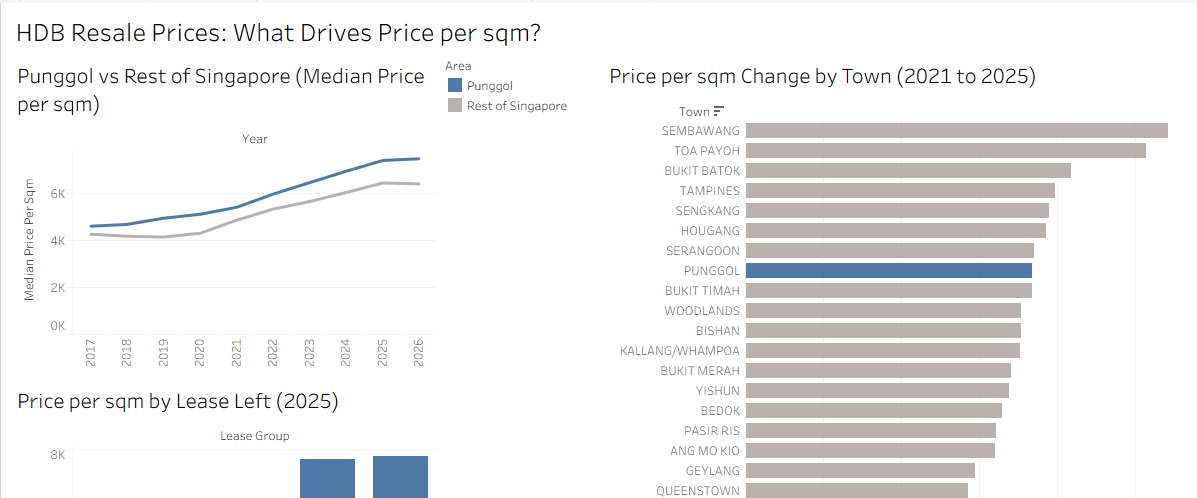 HDB Resale Prices: What Drives Price per sqm?
Punggol vs Rest of Singapore (Median Price
per sqm)
Area
Punggol
Rest of Singapore
Year
Median Price Per Sqm
6K
4K
2K
0K
2017
2018
2019
2020
2021
2022
2023
2024
2025
2026
Price per sqm by Lease Left (2025)
Lease Group
8K
Price per sqm Change by Town (2021 to 2025)
Town
SEMBAWANG
TOA PAYOH
BUKIT BATOK
TAMPINES
SENGKANG
HOUGANG
SERANGOON
PUNGGOL
BUKIT TIMAH
WOODLANDS
BISHAN
KALLANG/WHAMPOA
BUKIT MERAH
YISHUN
BEDOK
PASIR RIS
ANG MO KIO
GEYLANG
QUEENSTOWN